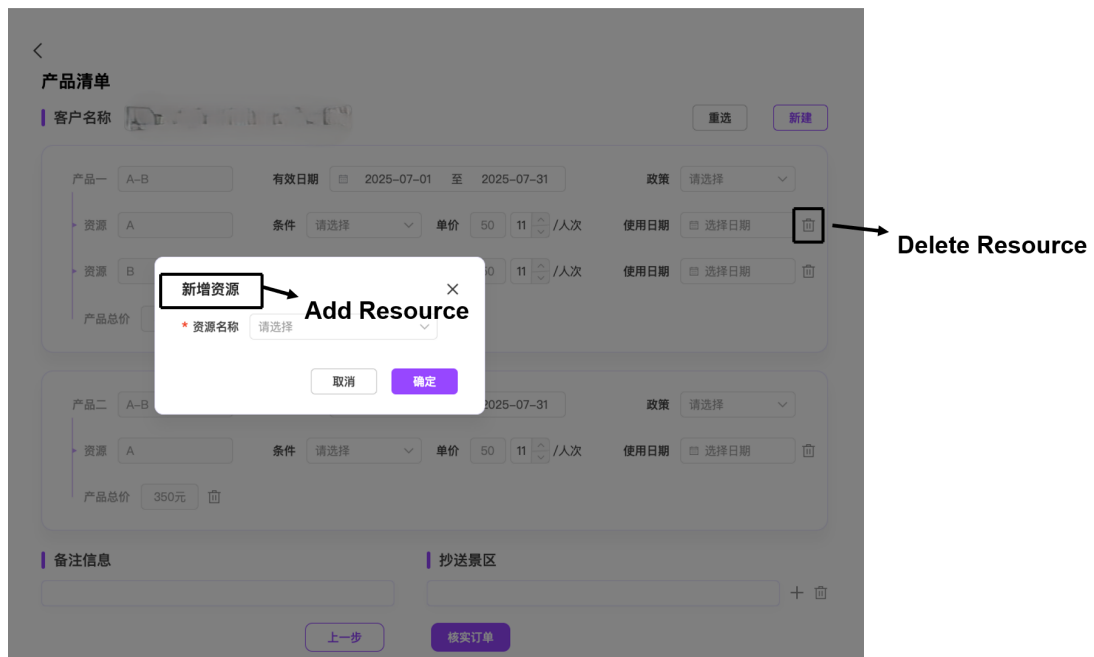 产品清单
客户名称
重选
新建
产品一 A-B 有效日期 2025-07-01 至 2025-07-31 政策 请选择
资源 A 条件 请选择 单价 50 11 /人次 使用日期 选择日期
Delete Resource
资源 B 50 11 /人次 使用日期 选择日期
新增资源
Add Resource
* 资源名称 请选择
产品总价
取消 确定
产品二 A-B 2025-07-31 政策 请选择
资源 A 条件 请选择 单价 50 11 /人次 使用日期 选择日期
产品总价 350元
备注信息 抄送景区
上一步 核实订单